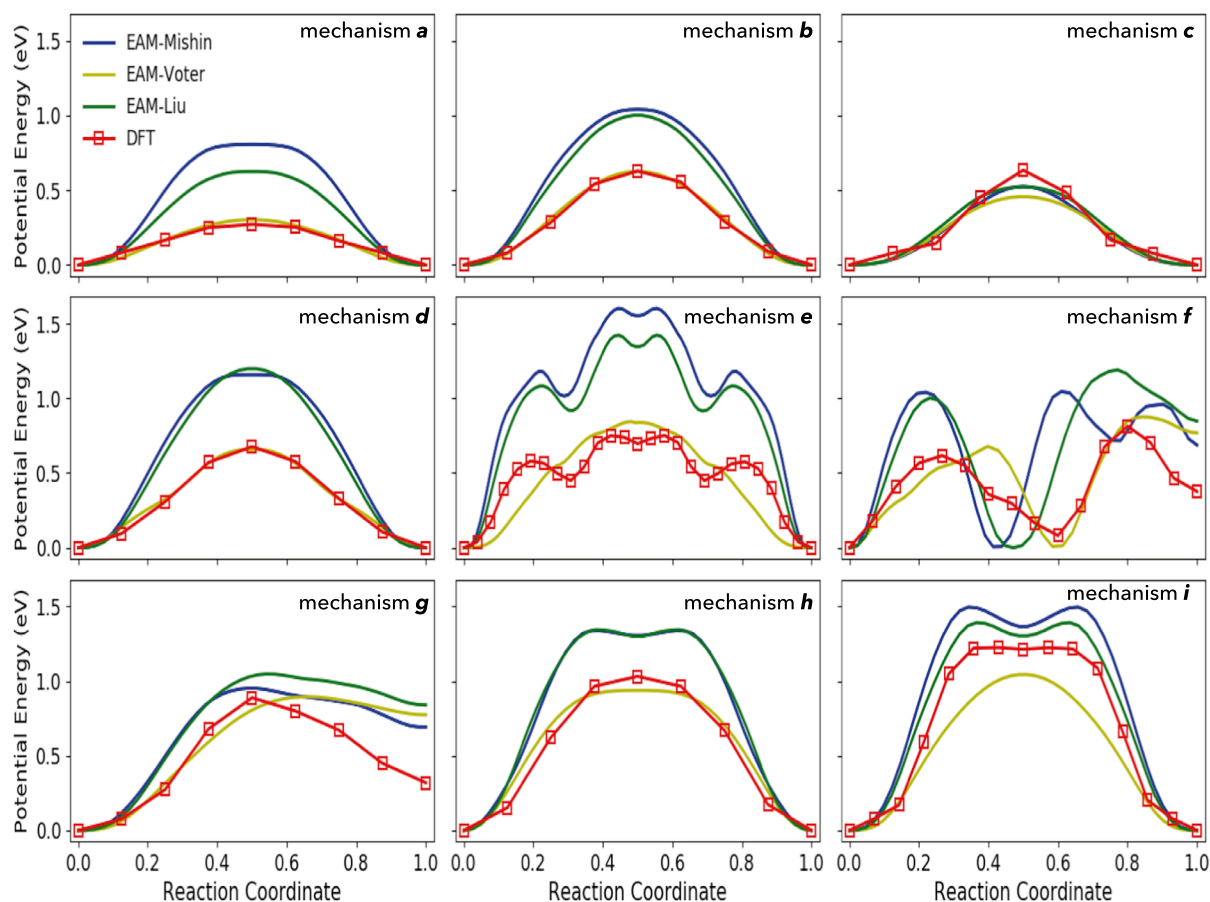 mechanism a
mechanism b
mechanism c
EAM-Mishin
EAM-Voter
EAM-Liu
DFT
Potential Energy (eV)
1.5
1.0
0.5
0.0
mechanism d
mechanism e
mechanism f
Potential Energy (eV)
1.5
1.0
0.5
0.0
mechanism g
mechanism h
mechanism i
Potential Energy (eV)
1.5
1.0
0.5
0.0
0.0 0.2 0.4 0.6 0.8 1.0 0.0 0.2 0.4 0.6 0.8 1.0 0.0 0.2 0.4 0.6 0.8 1.0
Reaction Coordinate Reaction Coordinate Reaction Coordinate